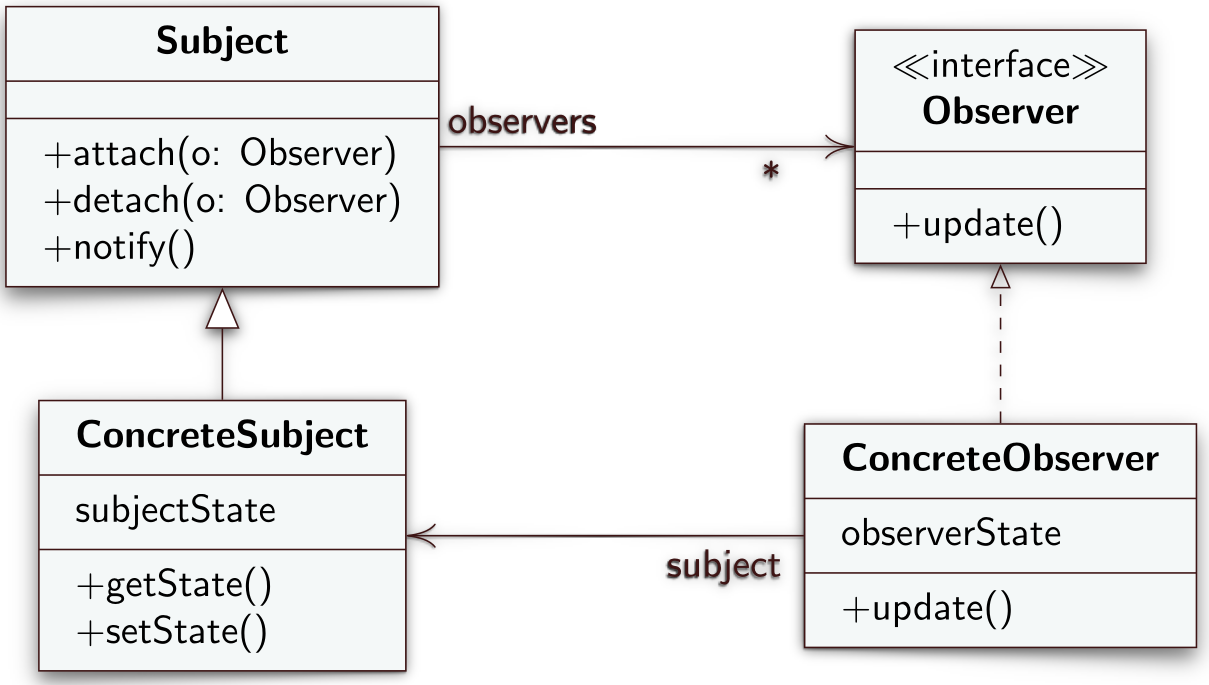 Subject
+attach(o: Observer)
+detach(o: Observer)
+notify()
observers
*
≪interface≫
Observer
+update()
ConcreteSubject
subjectState
+getState()
+setState()
subject
ConcreteObserver
observerState
+update()